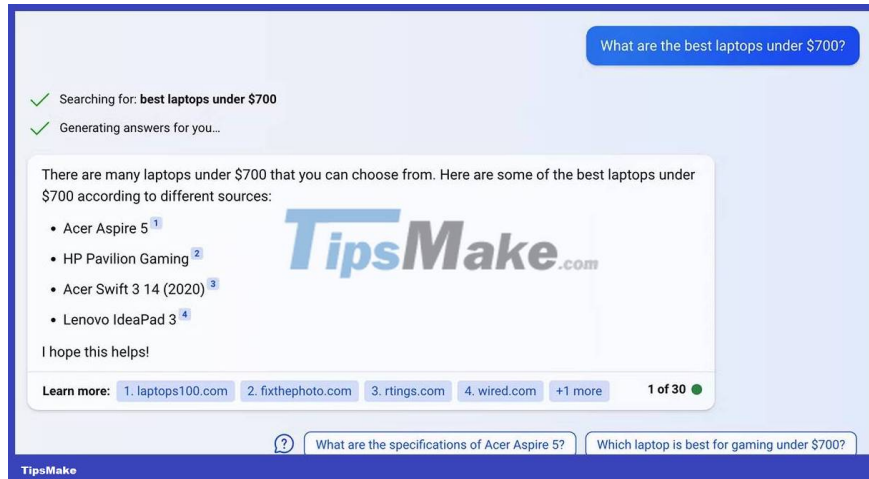 What are the best laptops under $700?
Searching for: best laptops under $700
Generating answers for you...
There are many laptops under $700 that you can choose from. Here are some of the best laptops under
$700 according to different sources:
• Acer Aspire 5 1
• HP Pavilion Gaming 2
• Acer Swift 3 14 (2020) 3
• Lenovo IdeaPad 3 4
TipsMake.com
I hope this helps!
Learn more: 1. laptops100.com 2. fixthephoto.com 3. rtings.com 4. wired.com +1 more 1 of 30
What are the specifications of Acer Aspire 5? Which laptop is best for gaming under $700?
TipsMake